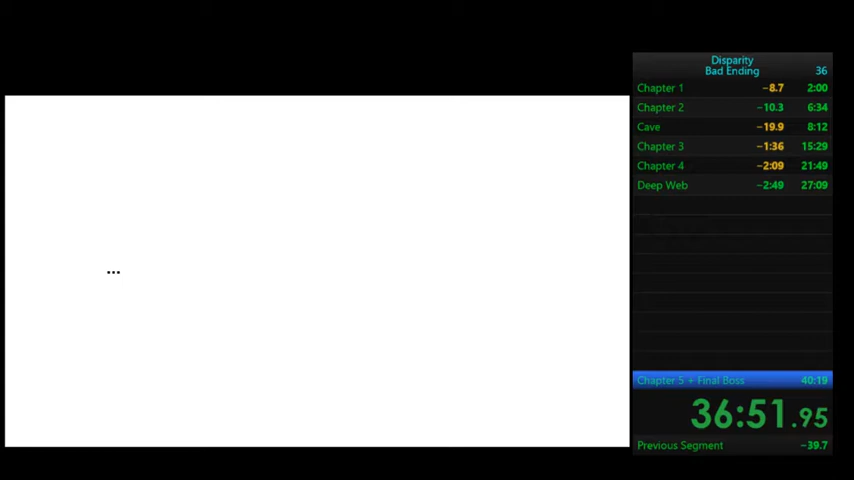 Disparity
Bad Ending 36
Chapter 1 −8.7 2:00
Chapter 2 −10.3 6:34
Cave −19.9 8:12
Chapter 3 −1:36 15:29
Chapter 4 −2:09 21:49
Deep Web −2:49 27:09
...
Chapter 5 + Final Boss 40:19
36:51.95
Previous Segment −39.7